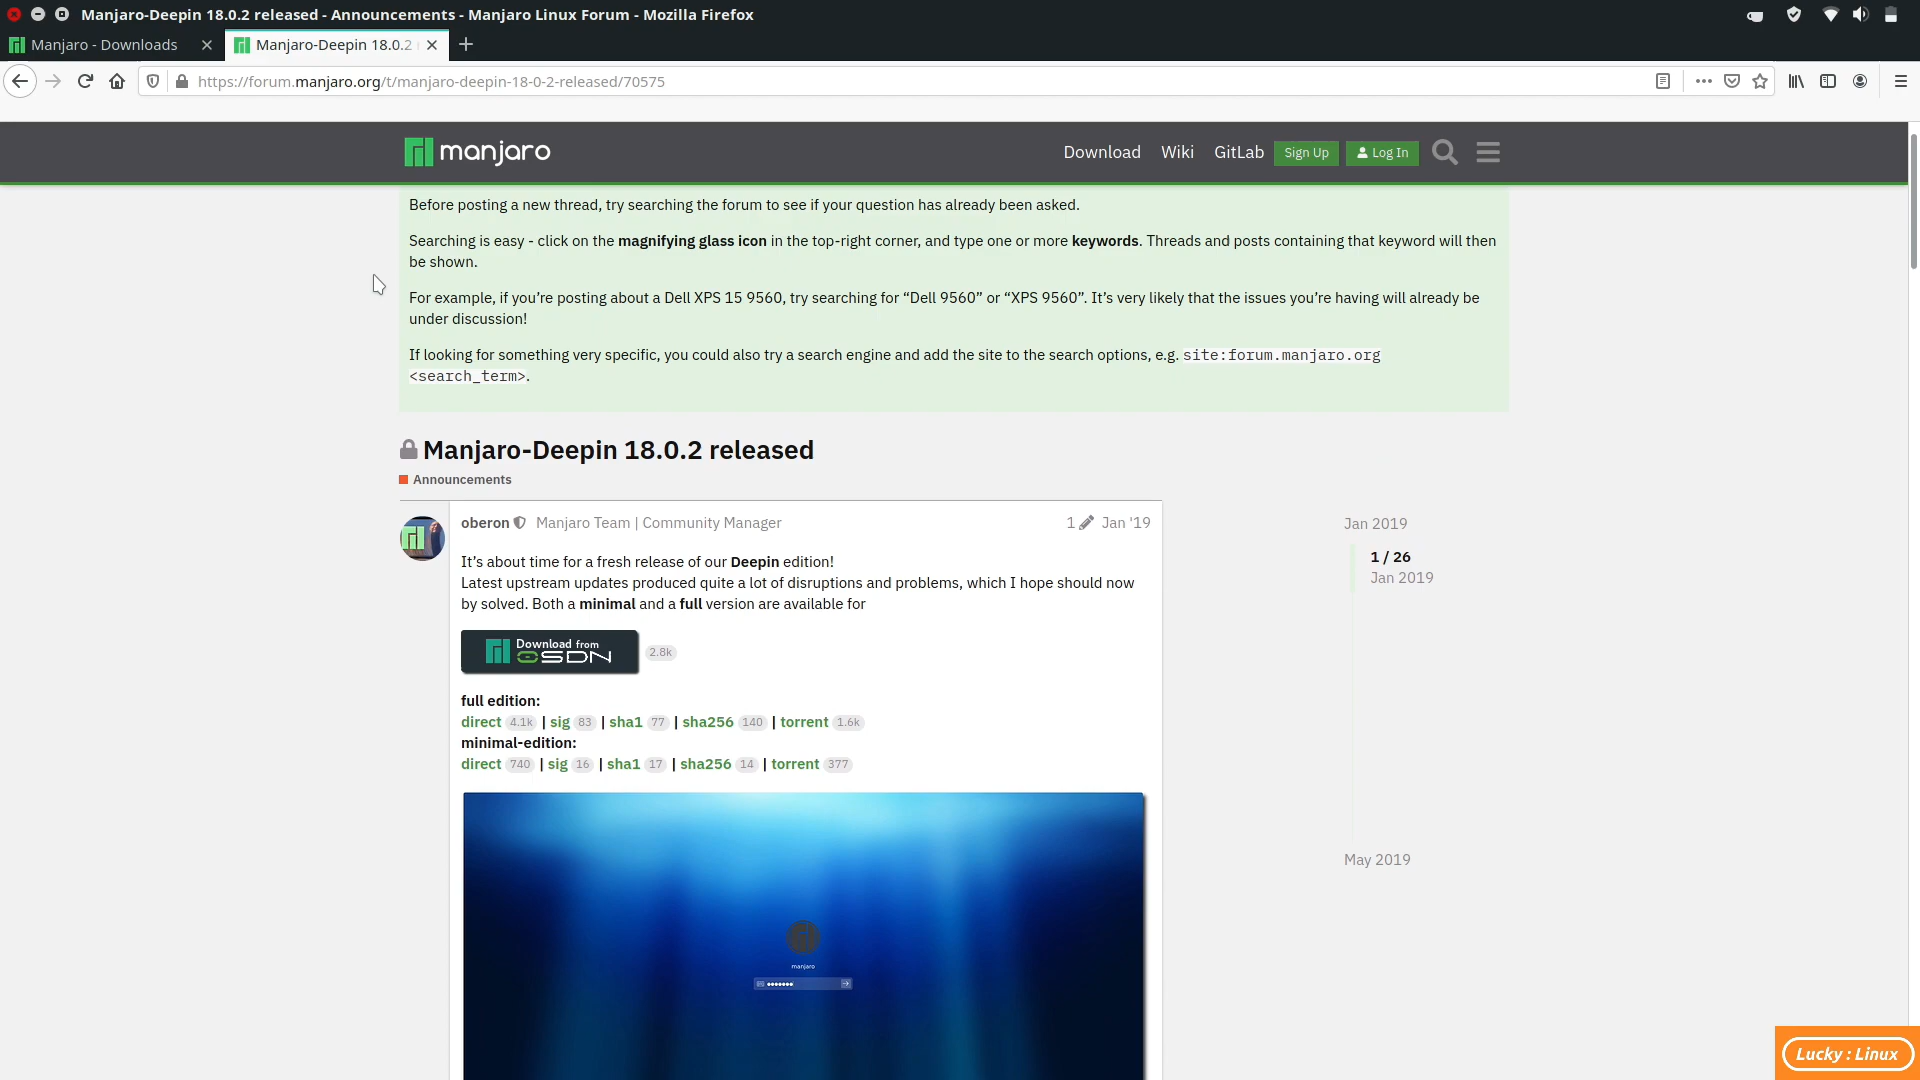 Manjaro-Deepin 18.0.2 released - Announcements - Manjaro Linux Forum - Mozilla Firefox
Manjaro - Downloads
Manjaro-Deepin 18.0.2
https://forum.manjaro.org/t/manjaro-deepin-18-0-2-released/70575
manjaro
Download
Wiki
GitLab
Sign Up
Log In
Before posting a new thread, try searching the forum to see if your question has already been asked.
Searching is easy - click on the magnifying glass icon in the top-right corner, and type one or more keywords. Threads and posts containing that keyword will then
be shown.
For example, if you’re posting about a Dell XPS 15 9560, try searching for “Dell 9560” or “XPS 9560”. It’s very likely that the issues you’re having will already be
under discussion!
If looking for something very specific, you could also try a search engine and add the site to the search options, e.g. site:forum.manjaro.org
<search_term>.
Manjaro-Deepin 18.0.2 released
Announcements
oberon Manjaro Team | Community Manager 1 Jan '19
It’s about time for a fresh release of our Deepin edition!
Latest upstream updates produced quite a lot of disruptions and problems, which I hope should now
by solved. Both a minimal and a full version are available for
Download from
OSDN
2.8k
full edition:
direct 4.1k | sig 83 | sha1 77 | sha256 140 | torrent 1.6k
minimal-edition:
direct 740 | sig 16 | sha1 17 | sha256 14 | torrent 377
manjaro
Jan 2019
1 / 26
Jan 2019
May 2019
Lucky : Linux